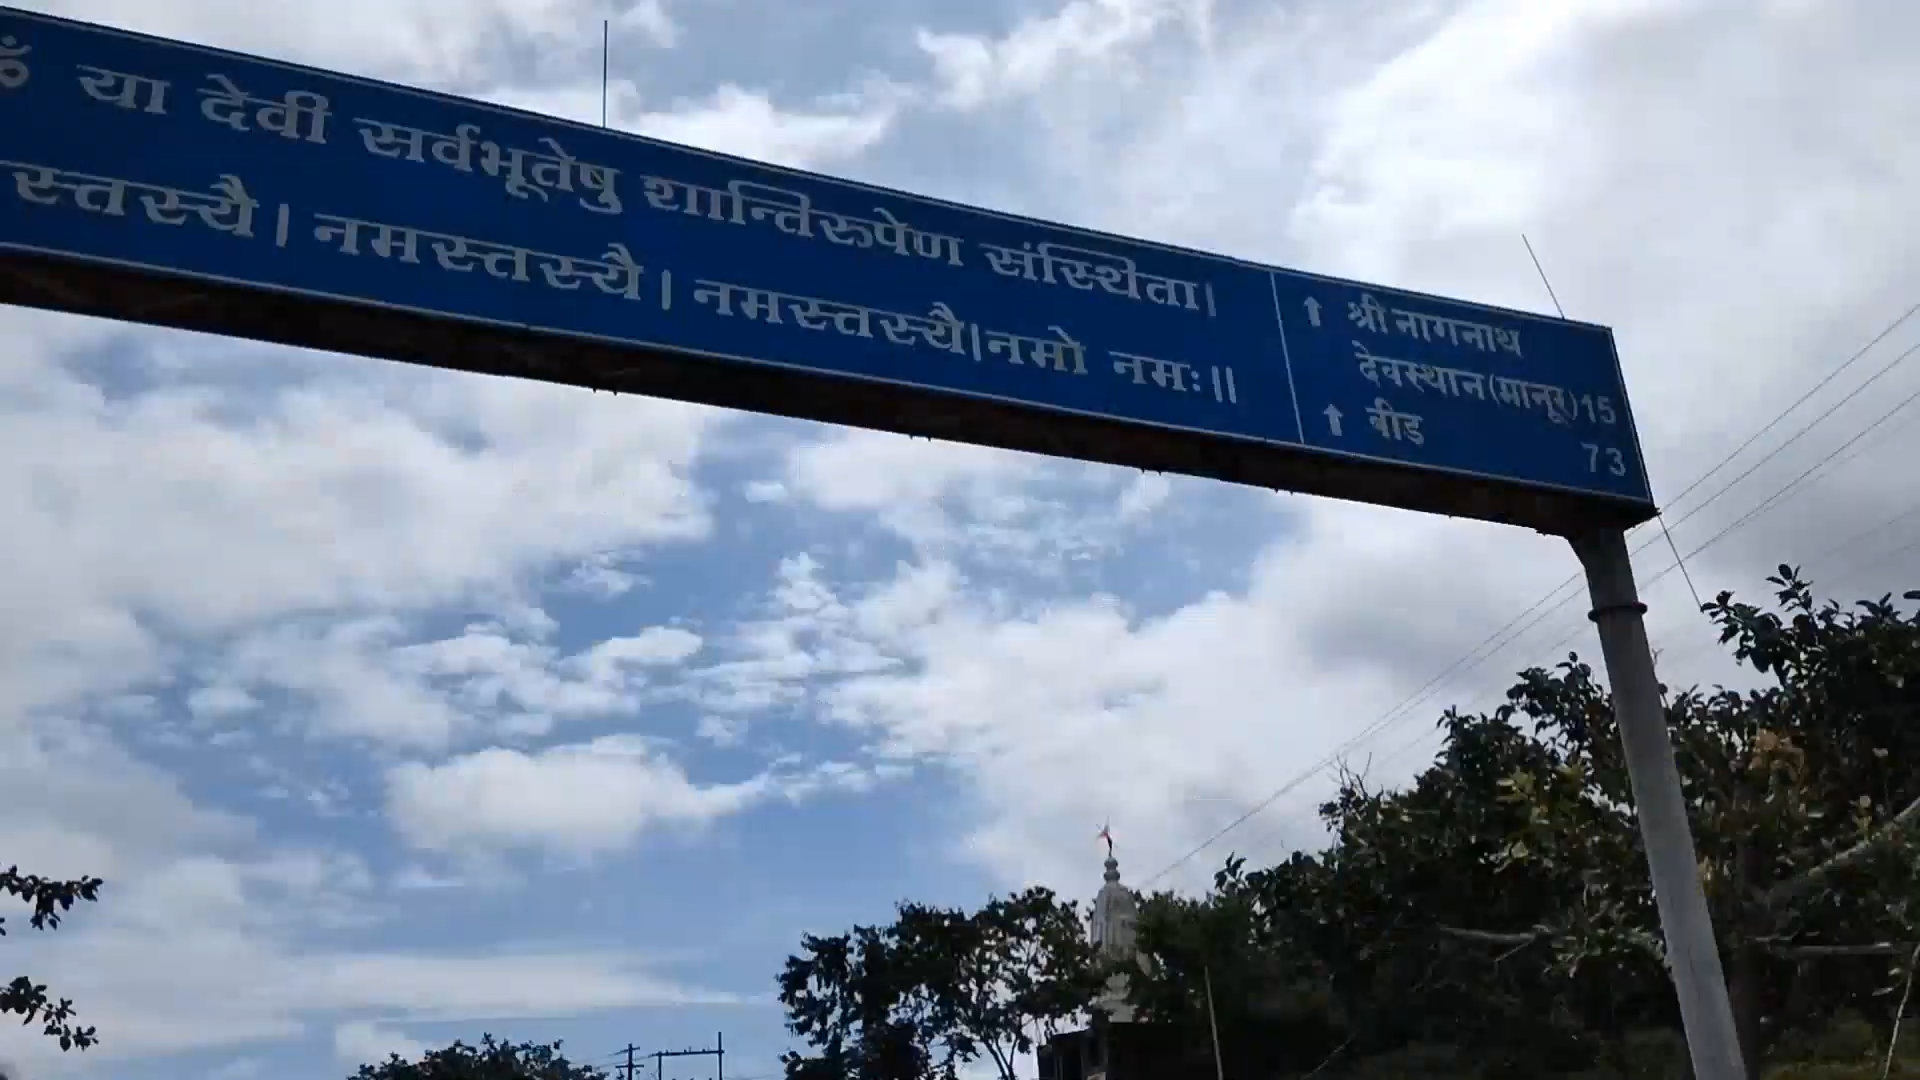 ॐ या देवी सर्वभूतेषु शान्तिरुपेण संस्थिता|
स्तस्यै| नमस्तस्यै| नमस्तस्यै|नमो नमः||
↑ श्री नागनाथ
देवस्थान(मानूर)15
↑ बीड
73